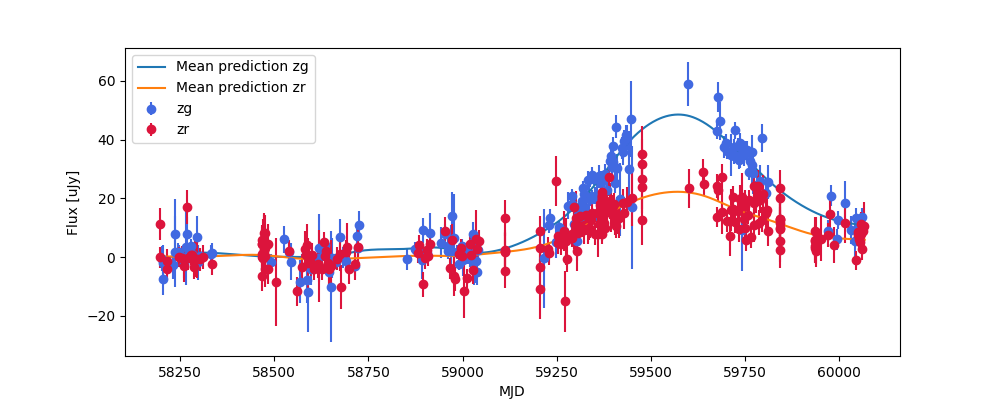 Mean prediction zg
Mean prediction zr
zg
zr
60
40
20
0
−20
Flux [uJy]
58250 58500 58750 59000 59250 59500 59750 60000
MJD